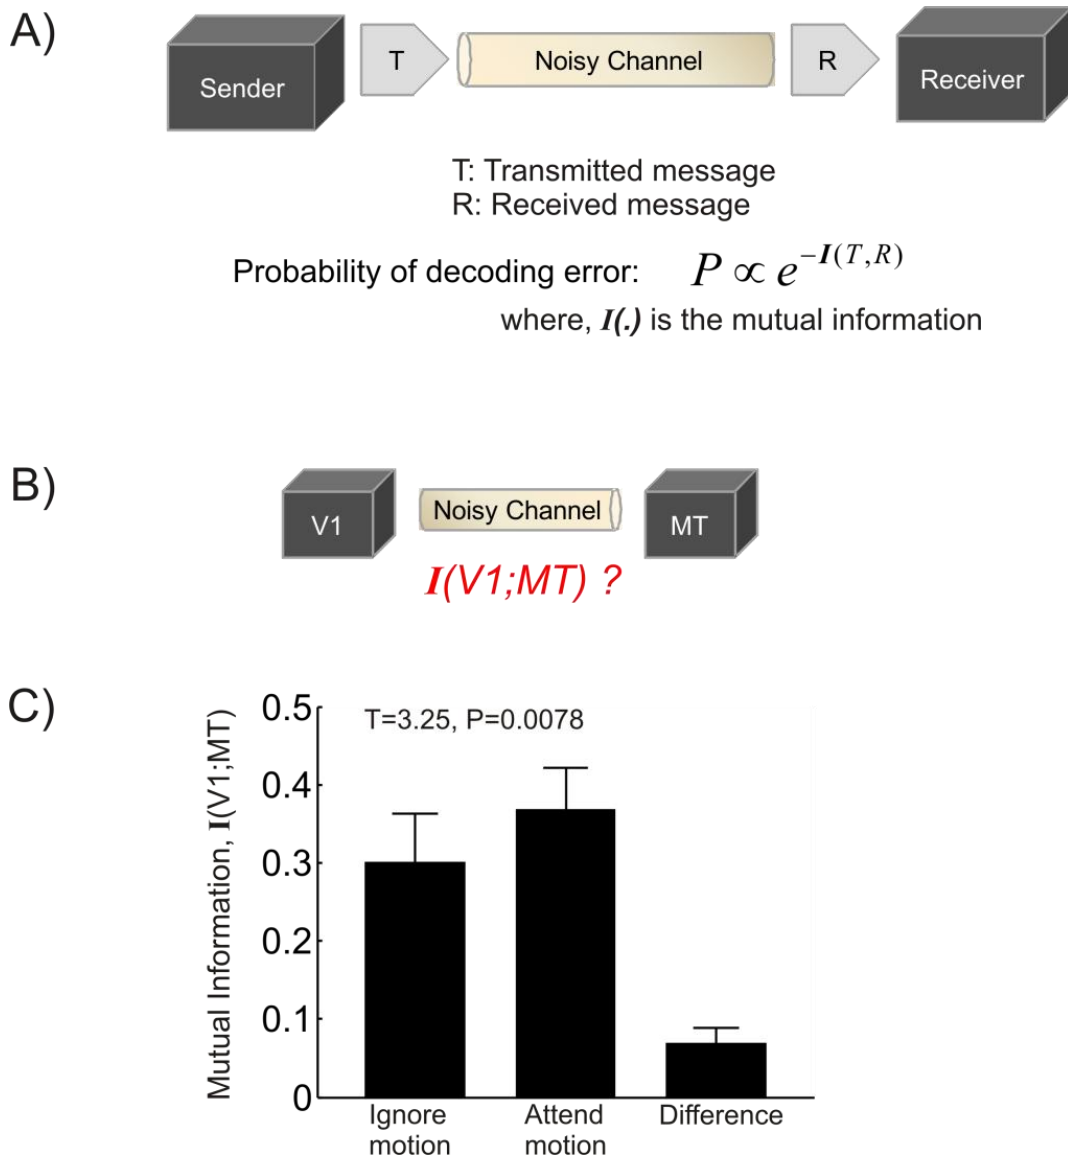 A)
Sender
T
Noisy Channel
R
Receiver
T: Transmitted message
R: Received message
Probability of decoding error: P ∝ e^{-I(T,R)}
where, I(.) is the mutual information
B)
V1
Noisy Channel
MT
I(V1;MT) ?
C)
Mutual Information, I(V1;MT)
T=3.25, P=0.0078
0.5
0.4
0.3
0.2
0.1
0
Ignore
motion
Attend
motion
Difference